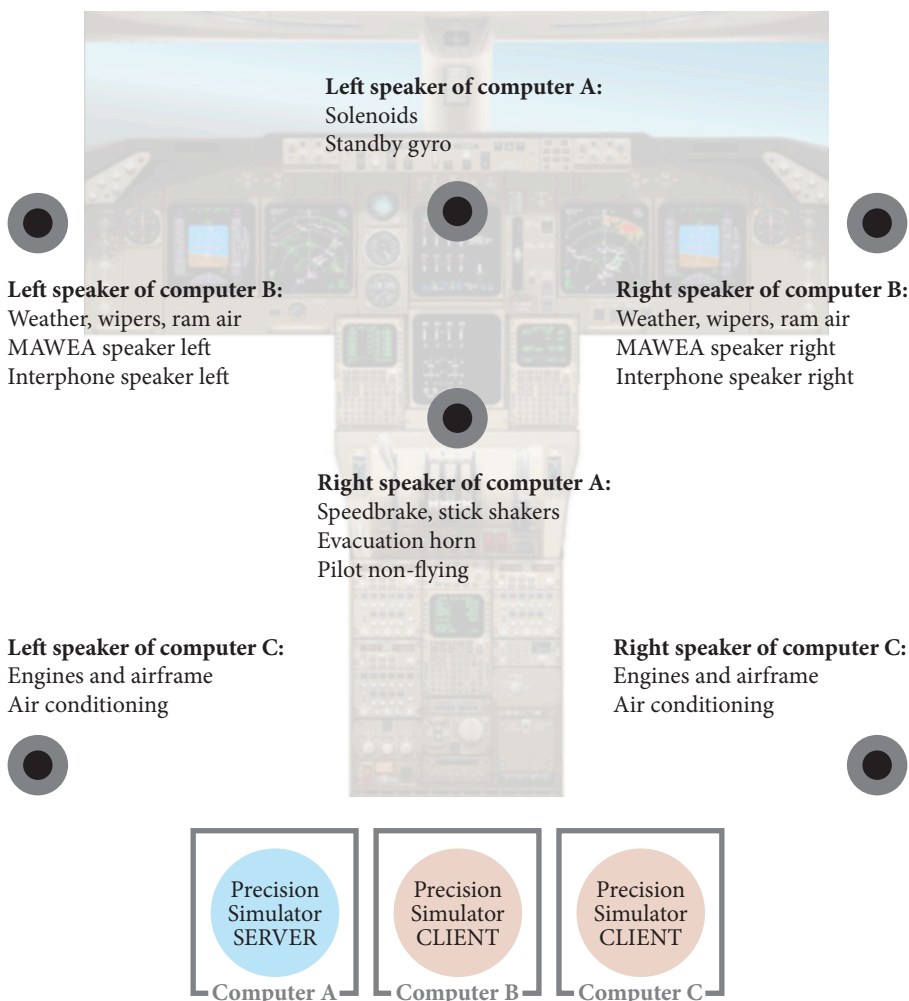 Left speaker of computer A:
Solenoids
Standby gyro
Left speaker of computer B:
Weather, wipers, ram air
MAWEA speaker left
Interphone speaker left
Right speaker of computer B:
Weather, wipers, ram air
MAWEA speaker right
Interphone speaker right
Right speaker of computer A:
Speedbrake, stick shakers
Evacuation horn
Pilot non-flying
Left speaker of computer C:
Engines and airframe
Air conditioning
Right speaker of computer C:
Engines and airframe
Air conditioning
Precision
Simulator
SERVER
Computer A
Precision
Simulator
CLIENT
Computer B
Precision
Simulator
CLIENT
Computer C